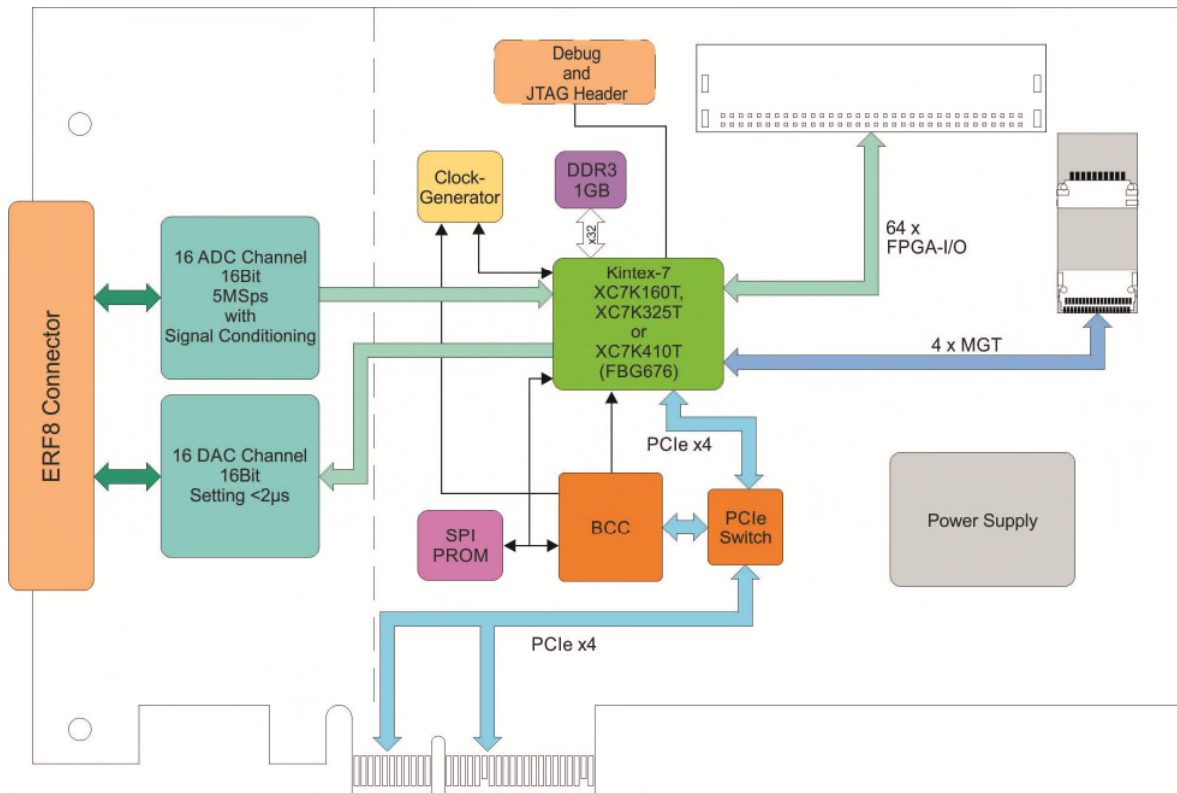 Debug
and
JTAG Header
Clock-
Generator
DDR3
1GB
x32
64 x
FPGA-I/O
ERF8 Connector
16 ADC Channel
16Bit
5MSps
with
Signal Conditioning
Kintex-7
XC7K160T,
XC7K325T
or
XC7K410T
(FBG676)
4 x MGT
16 DAC Channel
16Bit
Setting <2µs
PCIe x4
SPI
PROM
BCC
PCIe
Switch
Power Supply
PCIe x4